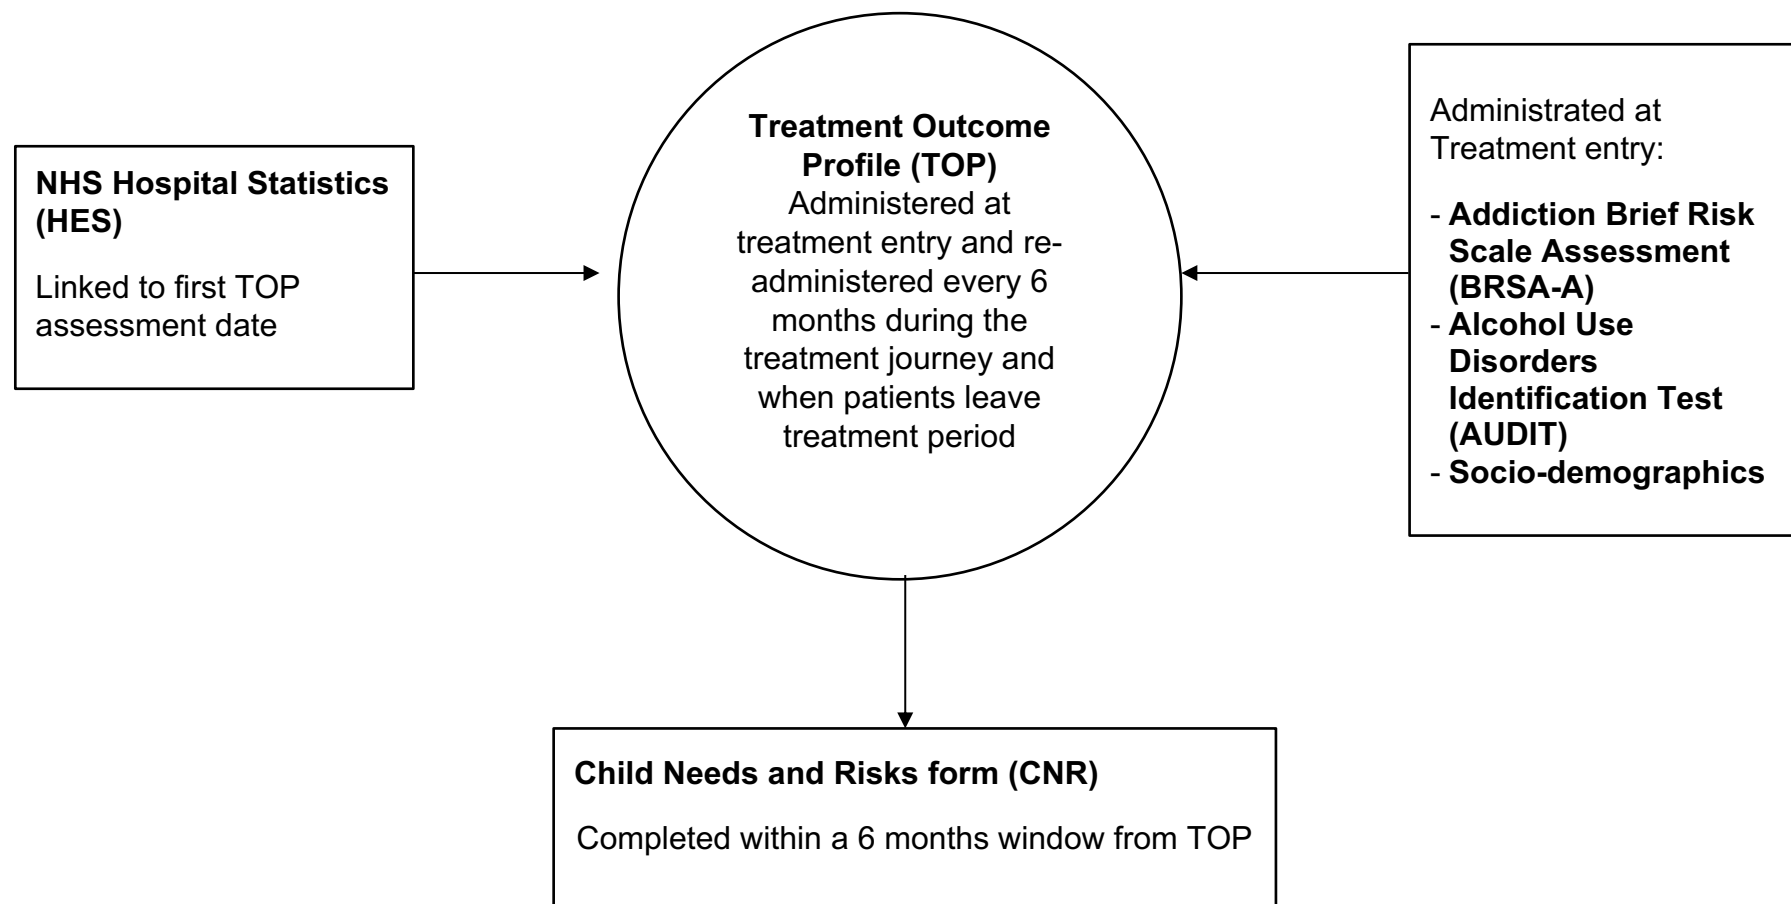 NHS Hospital Statistics
(HES)
Linked to first TOP
assessment date
Treatment Outcome
Profile (TOP)
Administered at
treatment entry and re-
administered every 6
months during the
treatment journey and
when patients leave
treatment period
Administrated at
Treatment entry:
- Addiction Brief Risk
Scale Assessment
(BRSA-A)
- Alcohol Use
Disorders
Identification Test
(AUDIT)
- Socio-demographics
Child Needs and Risks form (CNR)
Completed within a 6 months window from TOP